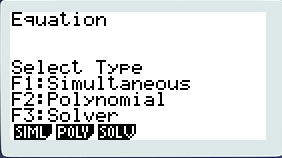 Equation
Select Type
F1:Simultaneous
F2:Polynomial
F3:Solver
SIML POLY SOLV